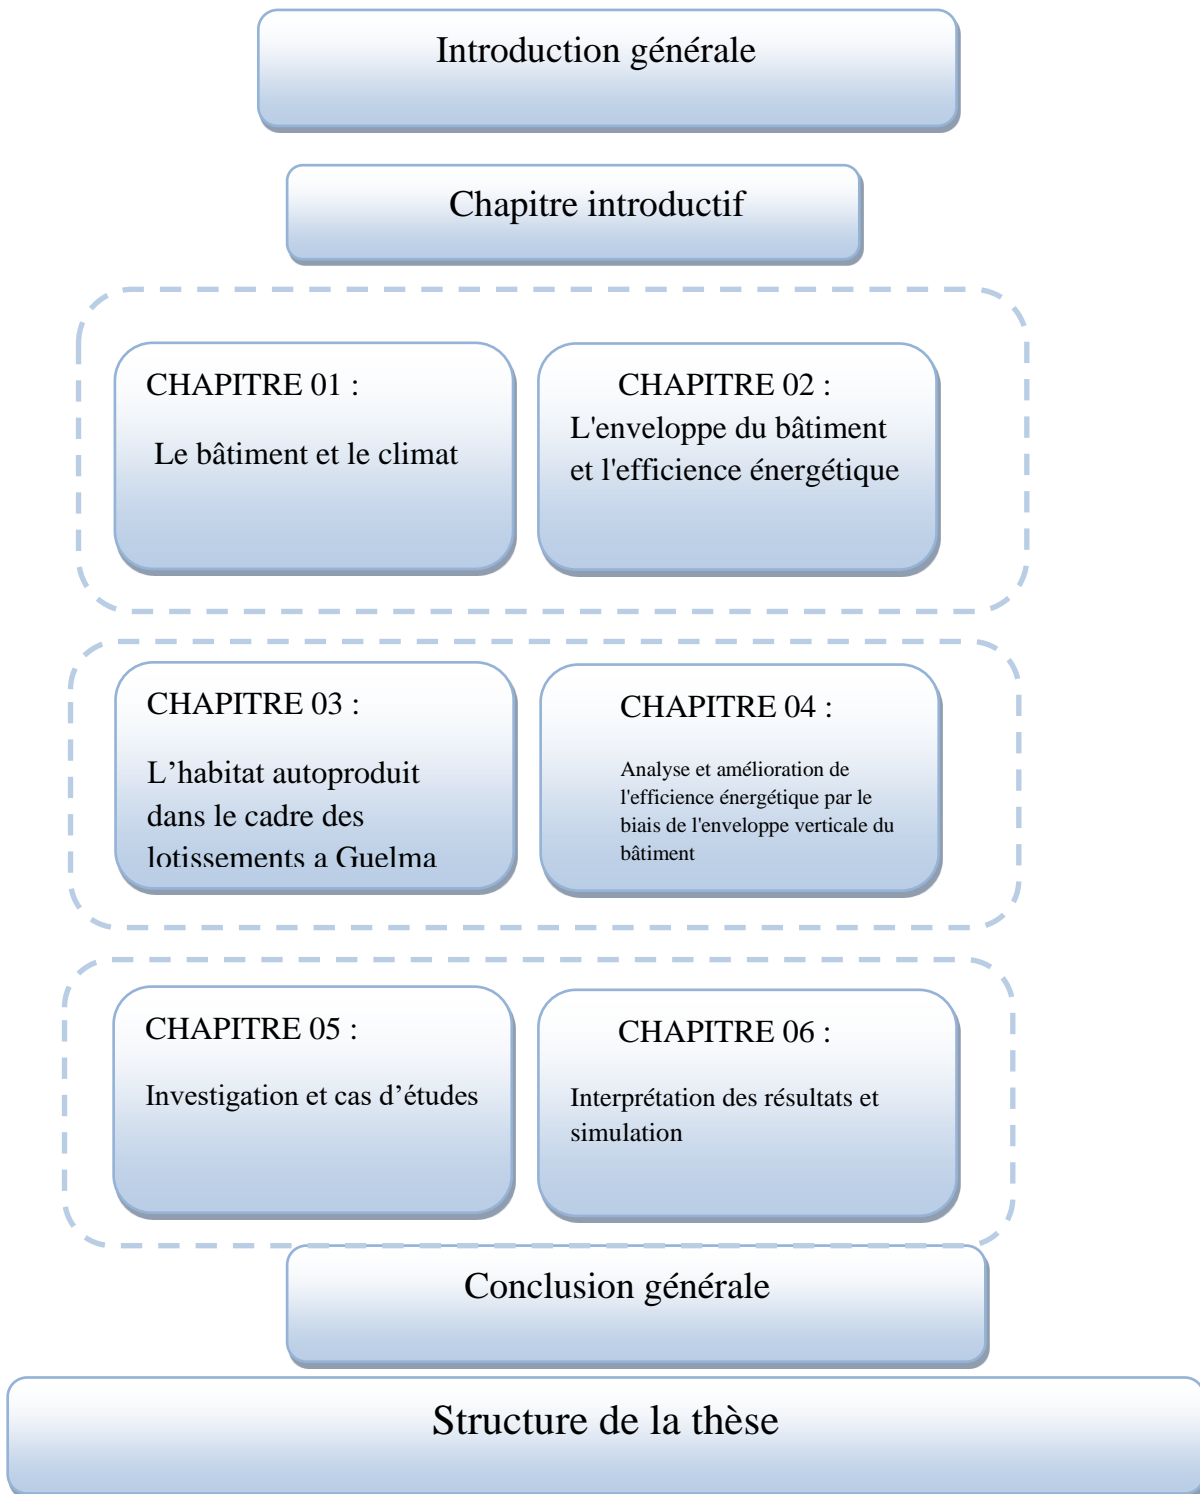 Introduction générale
Chapitre introductif
CHAPITRE 01 :
Le bâtiment et le climat
CHAPITRE 02 :
L'enveloppe du bâtiment
et l'efficience énergétique
CHAPITRE 03 :
L’habitat autoproduit
dans le cadre des
lotissements a Guelma
CHAPITRE 04 :
Analyse et amélioration de
l'efficience énergétique par le
biais de l'enveloppe verticale du
bâtiment
CHAPITRE 05 :
Investigation et cas d’études
CHAPITRE 06 :
Interprétation des résultats et
simulation
Conclusion générale
Structure de la thèse